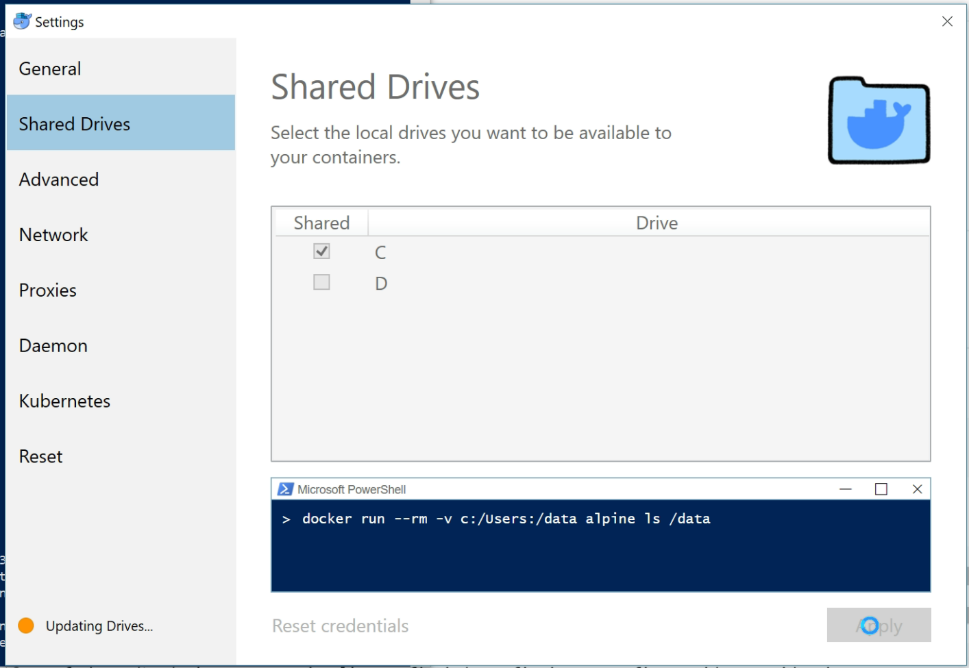 Settings
General
Shared Drives
Advanced
Network
Proxies
Daemon
Kubernetes
Reset
Updating Drives...
Shared Drives
Select the local drives you want to be available to
your containers.
Shared Drive
C
D
Microsoft PowerShell
> docker run --rm -v c:/Users:/data alpine ls /data
Reset credentials
Apply